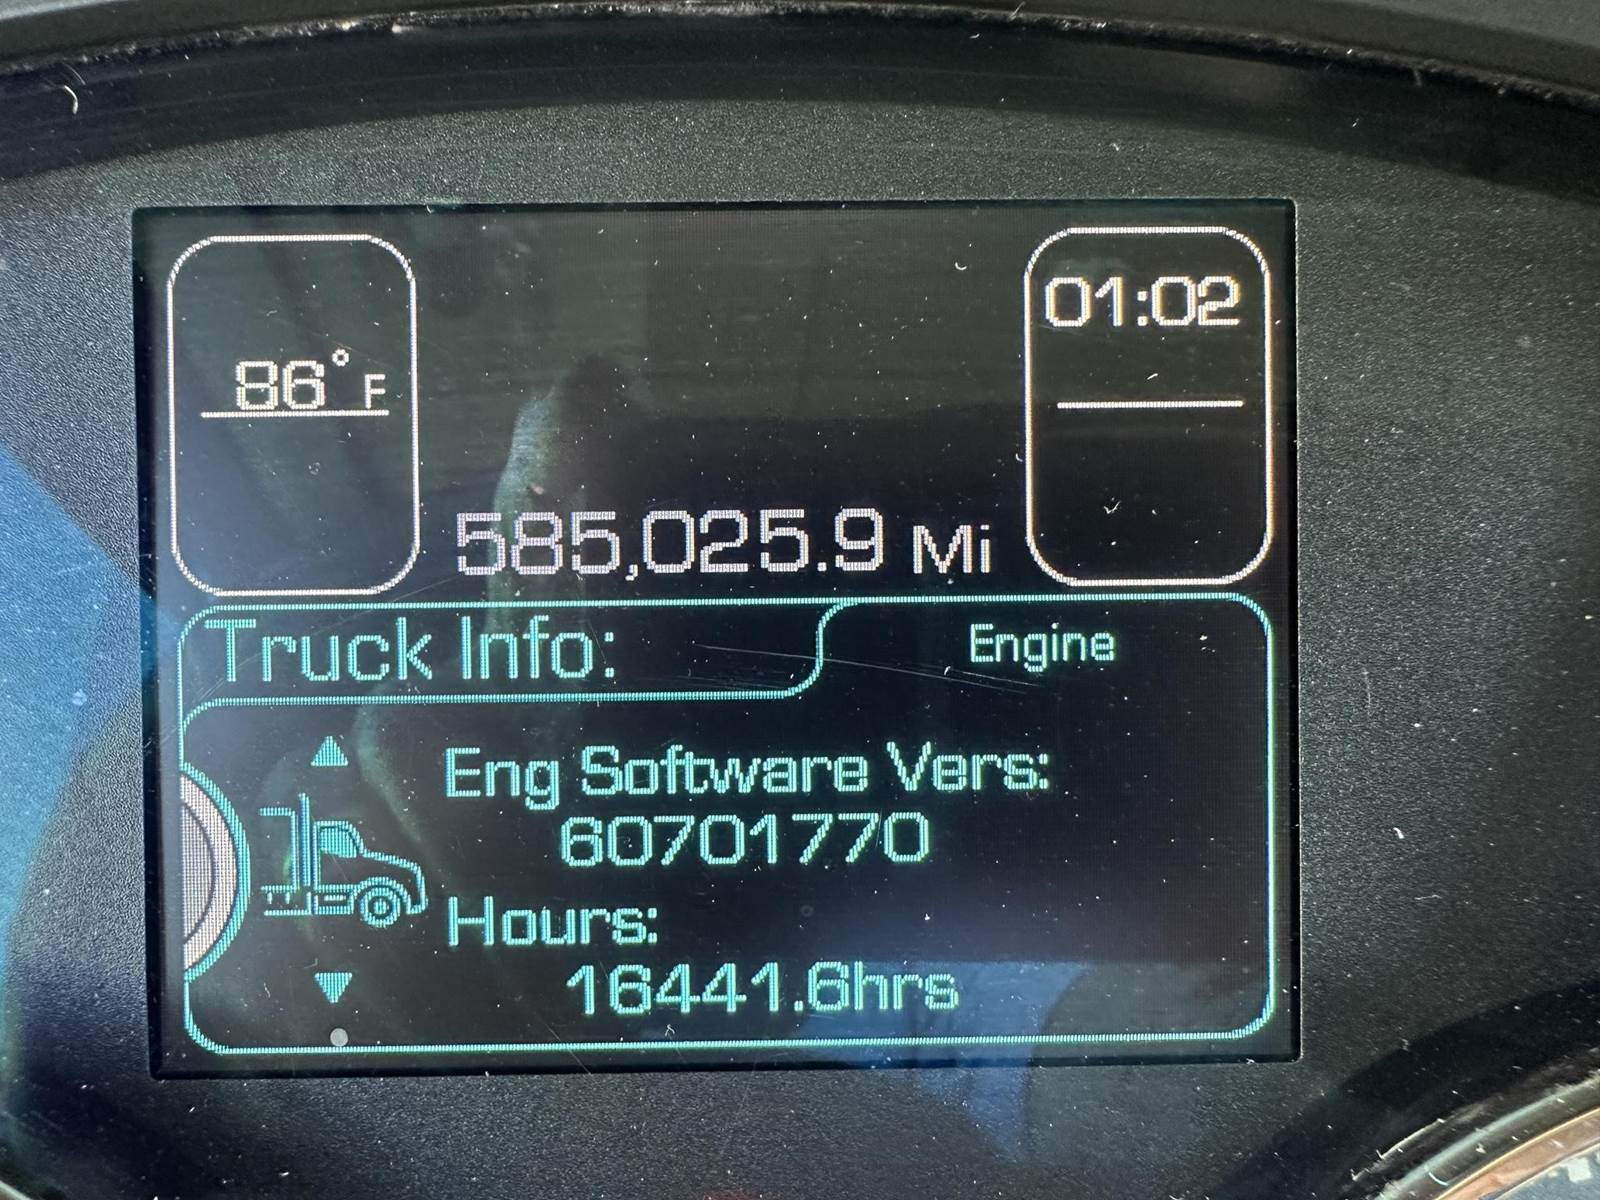 86° F
01:02
585,025.9 Mi
Truck Info:
Engine
Eng Software Vers:
60701770
Hours:
16441.6hrs